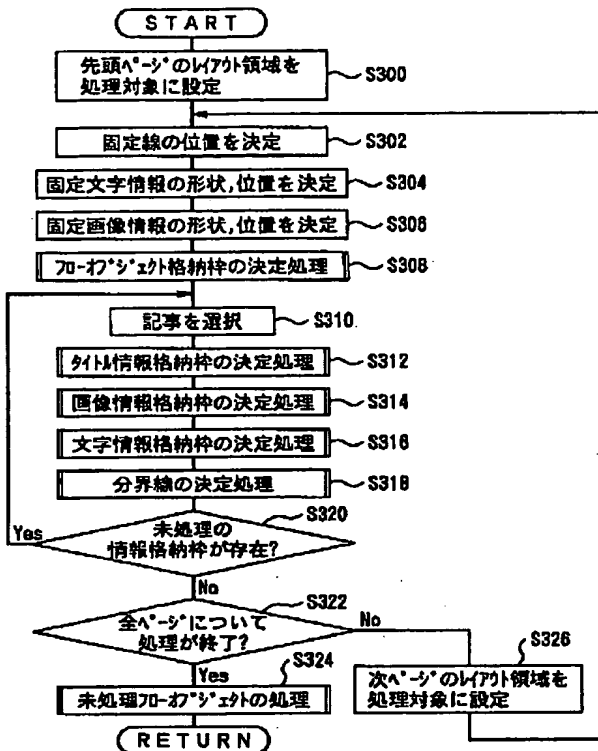 START
先頭ページのレイアウト領域を
処理対象に設定
S300
固定線の位置を決定
S302
固定文字情報の形状,位置を決定
S304
固定画像情報の形状,位置を決定
S306
フローオブジェクト格納枠の決定処理
S308
記事を選択
S310
タイトル情報格納枠の決定処理
S312
画像情報格納枠の決定処理
S314
文字情報格納枠の決定処理
S316
分界線の決定処理
S318
S320
Yes
未処理の
情報格納枠が存在?
No
S322
全ページについて
処理が終了?
No
Yes
S324
S326
未処理フローオブジェクトの処理
次ページのレイアウト領域を
処理対象に設定
RETURN